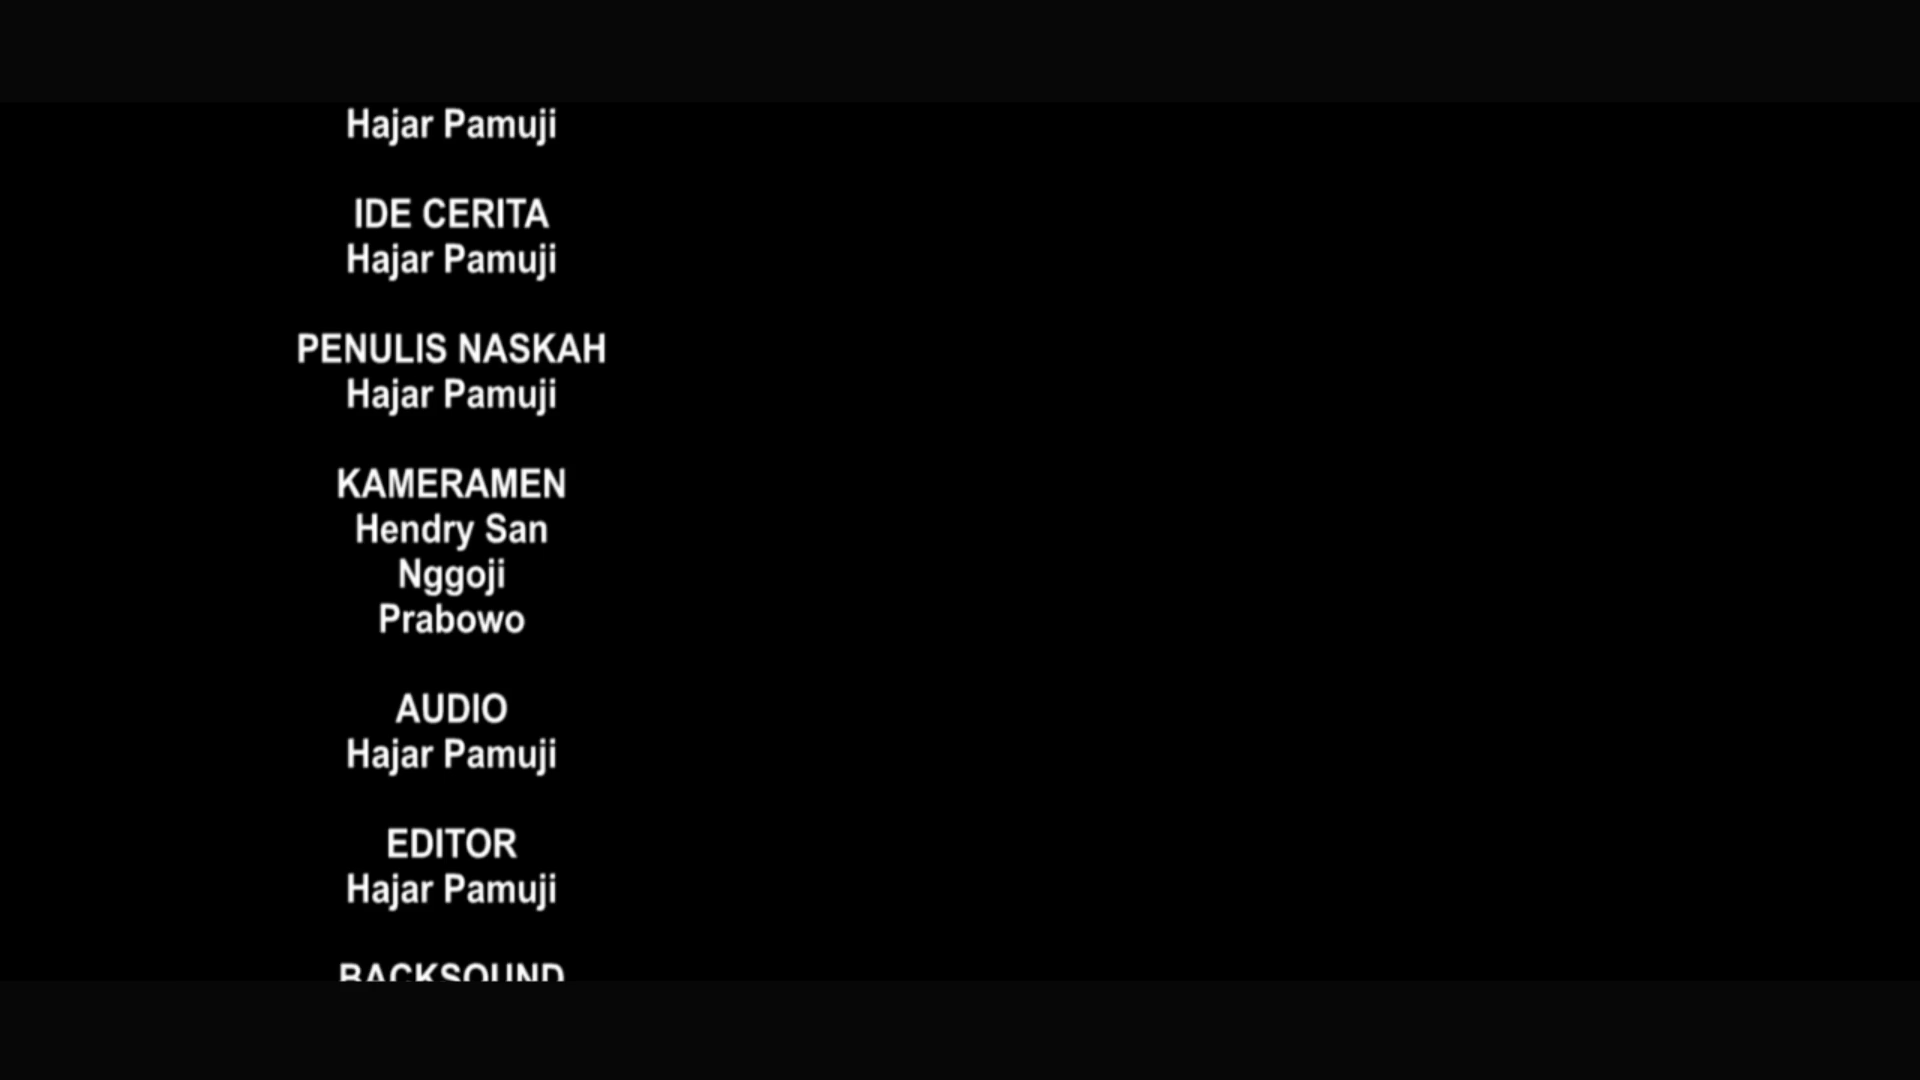 Hajar Pamuji
IDE CERITA
Hajar Pamuji
PENULIS NASKAH
Hajar Pamuji
KAMERAMEN
Hendry San
Nggoji
Prabowo
AUDIO
Hajar Pamuji
EDITOR
Hajar Pamuji
BACKSOUND